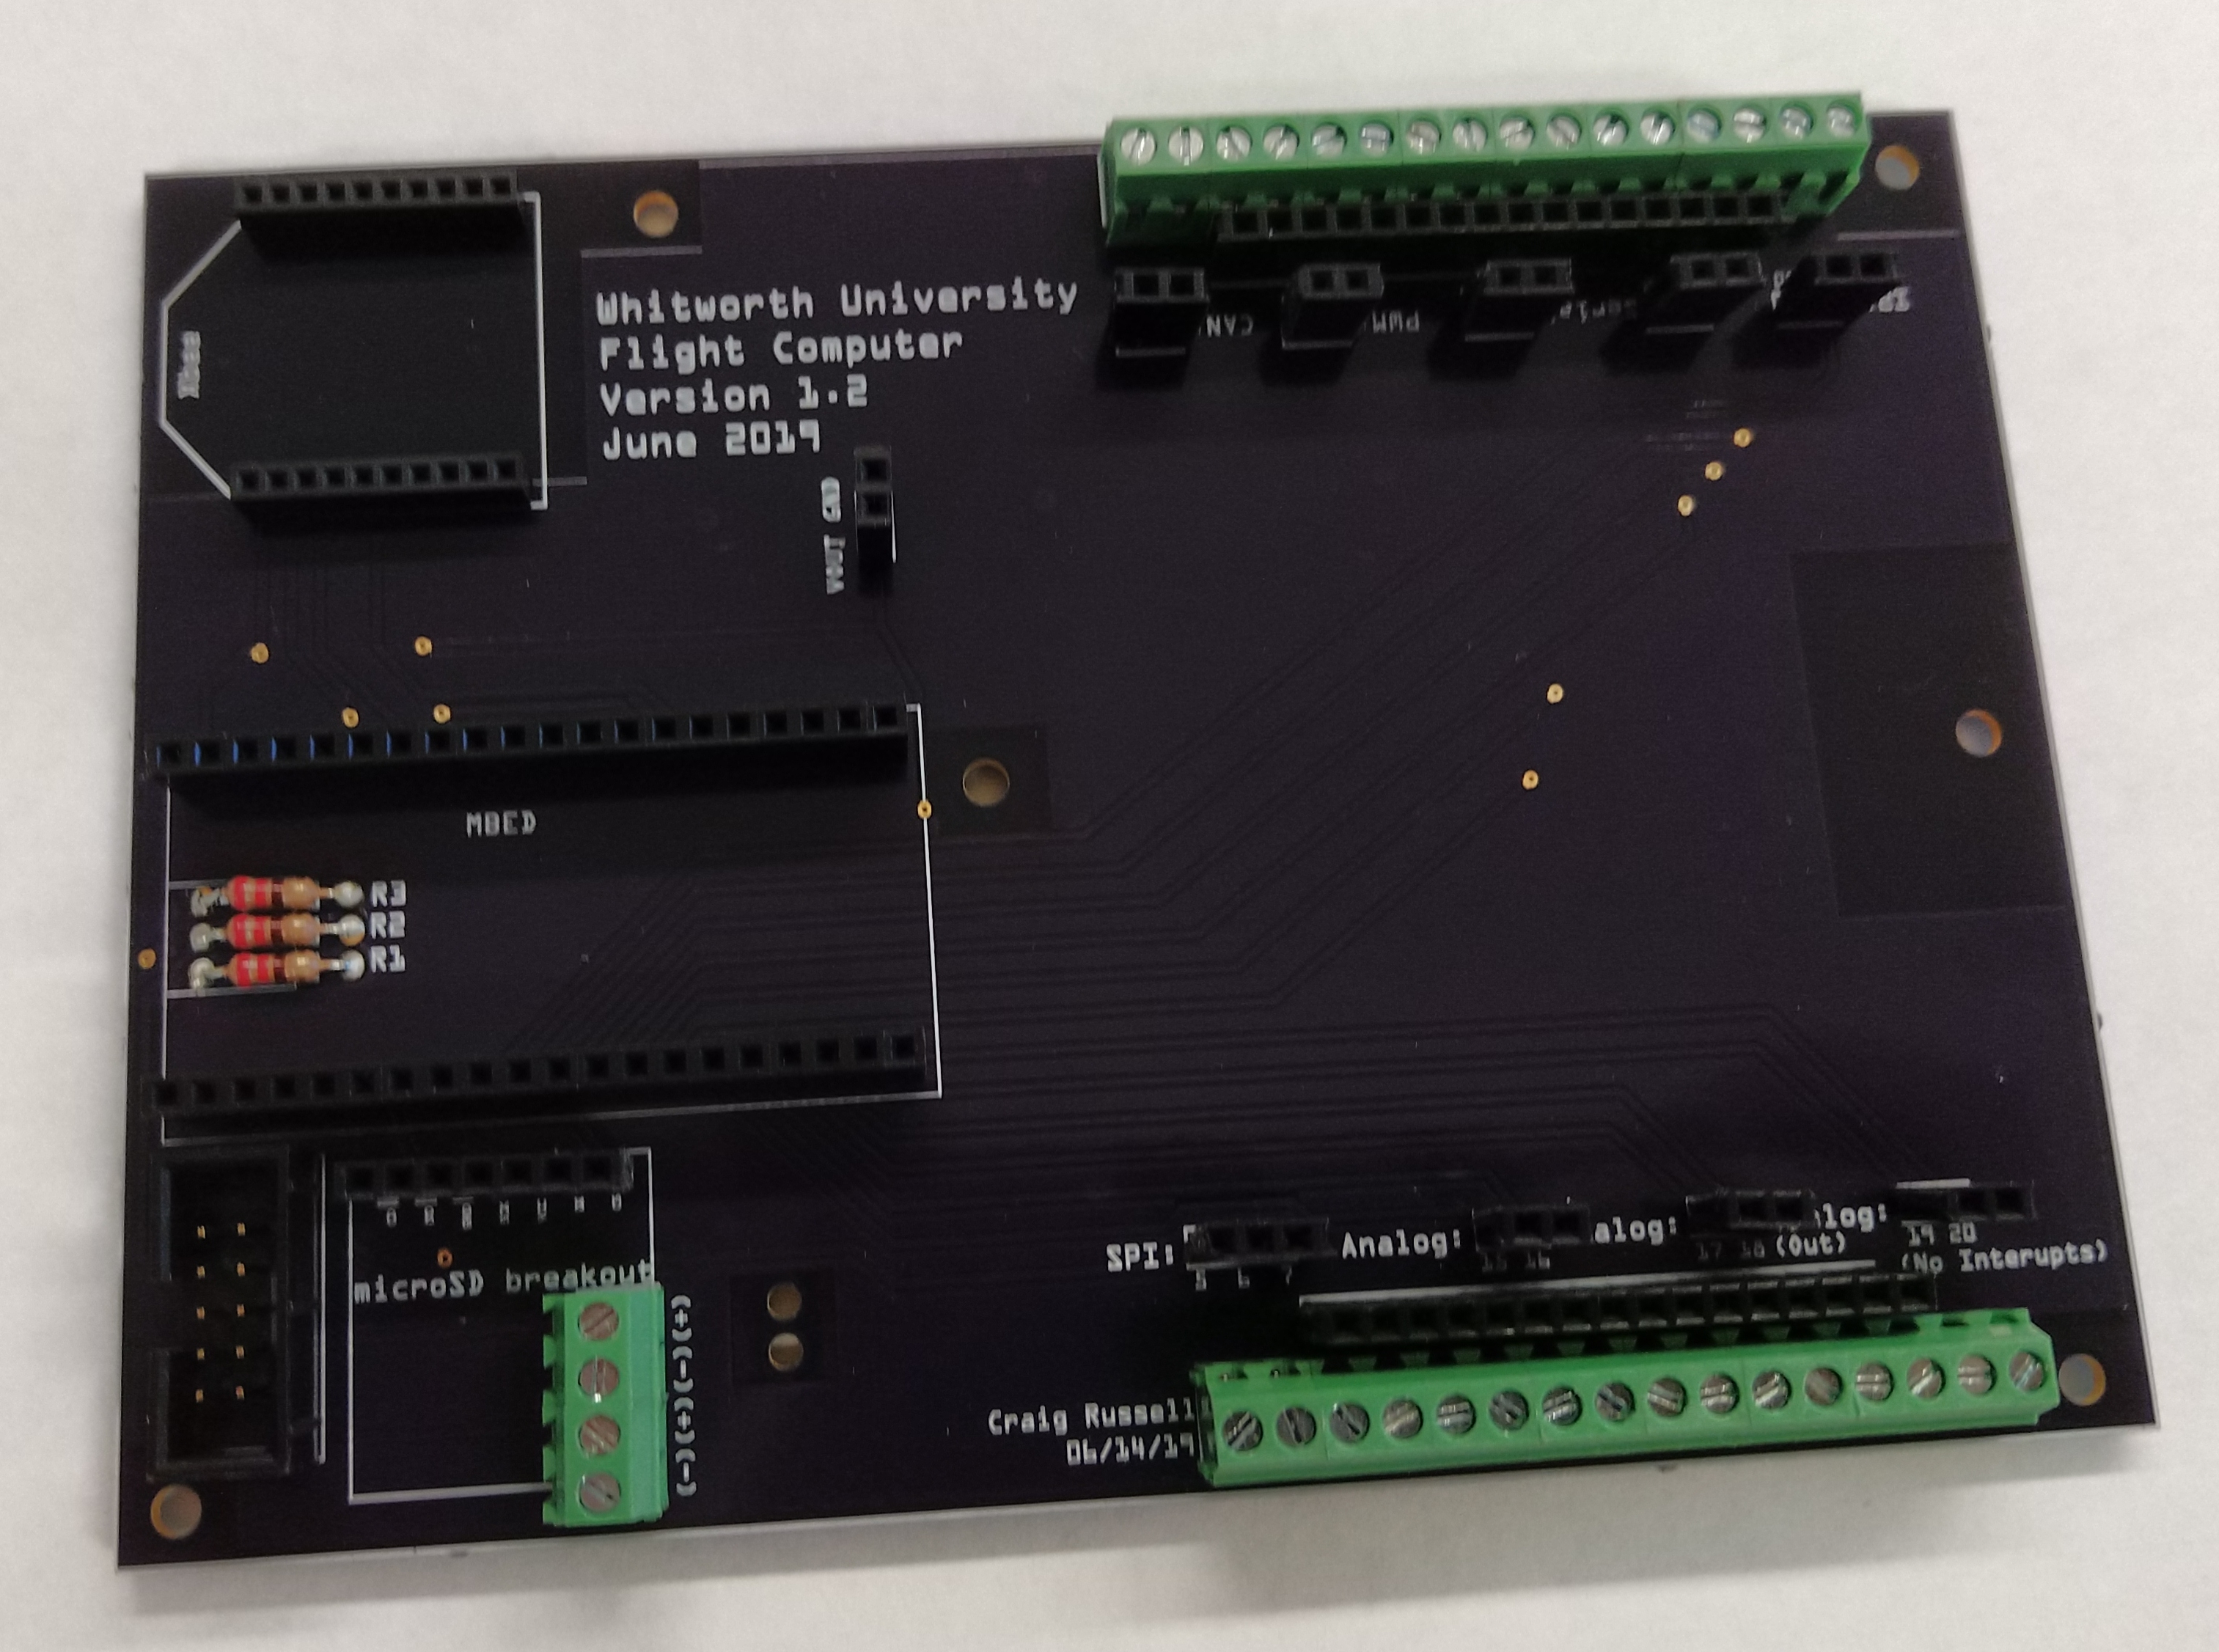 Whitworth University
Flight Computer
Version 1.2
June 2019
Xbee
CAN
PWM
VOUT GND
MBED
R3
R2
R1
microSD breakout
(+)
(-)
(+)
(-)
SPI:
5 6 7
Analog:
15 16
alog:
17 18 (Out)
alog:
19 20
(No Interupts)
Craig Russell
06/14/19